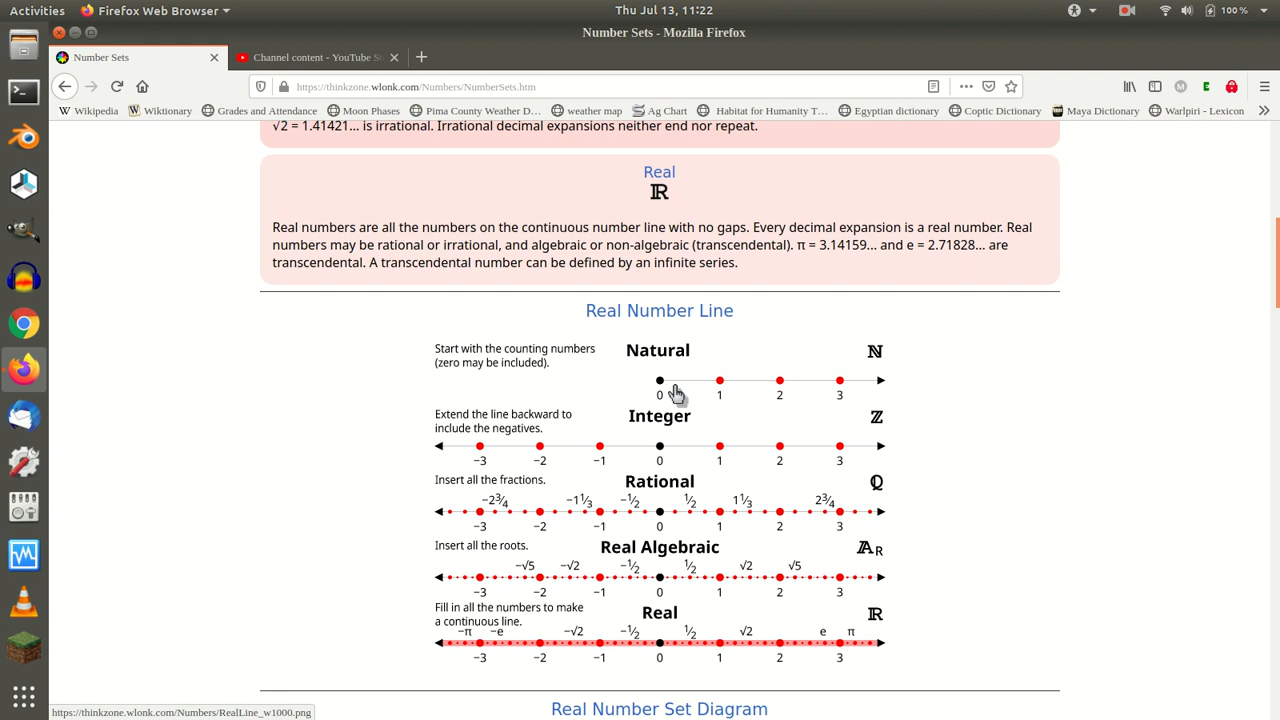 Activities Firefox Web Browser Thu Jul 13, 11:22 100 %
Number Sets - Mozilla Firefox
Number Sets Channel content - YouTube St
https://thinkzone.wlonk.com/Numbers/NumberSets.htm
Wikipedia Wiktionary Grades and Attendance Moon Phases Pima County Weather D… weather map Ag Chart Habitat for Humanity T… Egyptian dictionary Coptic Dictionary Maya Dictionary Warlpiri - Lexicon
√2 = 1.41421... is irrational. Irrational decimal expansions neither end nor repeat.
Real
ℝ
Real numbers are all the numbers on the continuous number line with no gaps. Every decimal expansion is a real number. Real
numbers may be rational or irrational, and algebraic or non-algebraic (transcendental). π = 3.14159... and e = 2.71828... are
transcendental. A transcendental number can be defined by an infinite series.
Real Number Line
Start with the counting numbers
(zero may be included).
Natural ℕ
0 1 2 3
Extend the line backward to
include the negatives.
Integer ℤ
−3 −2 −1 0 1 2 3
Insert all the fractions. Rational ℚ
−2¾ −1⅓ −½ ½ 1⅓ 2¾
−3 −2 −1 0 1 2 3
Insert all the roots. Real Algebraic 𝔸R
−√5 −√2 −½ ½ √2 √5
−3 −2 −1 0 1 2 3
Fill in all the numbers to make
a continuous line.
Real ℝ
−π −e −√2 −½ ½ √2 e π
−3 −2 −1 0 1 2 3
Real Number Set Diagram
https://thinkzone.wlonk.com/Numbers/RealLine_w1000.png